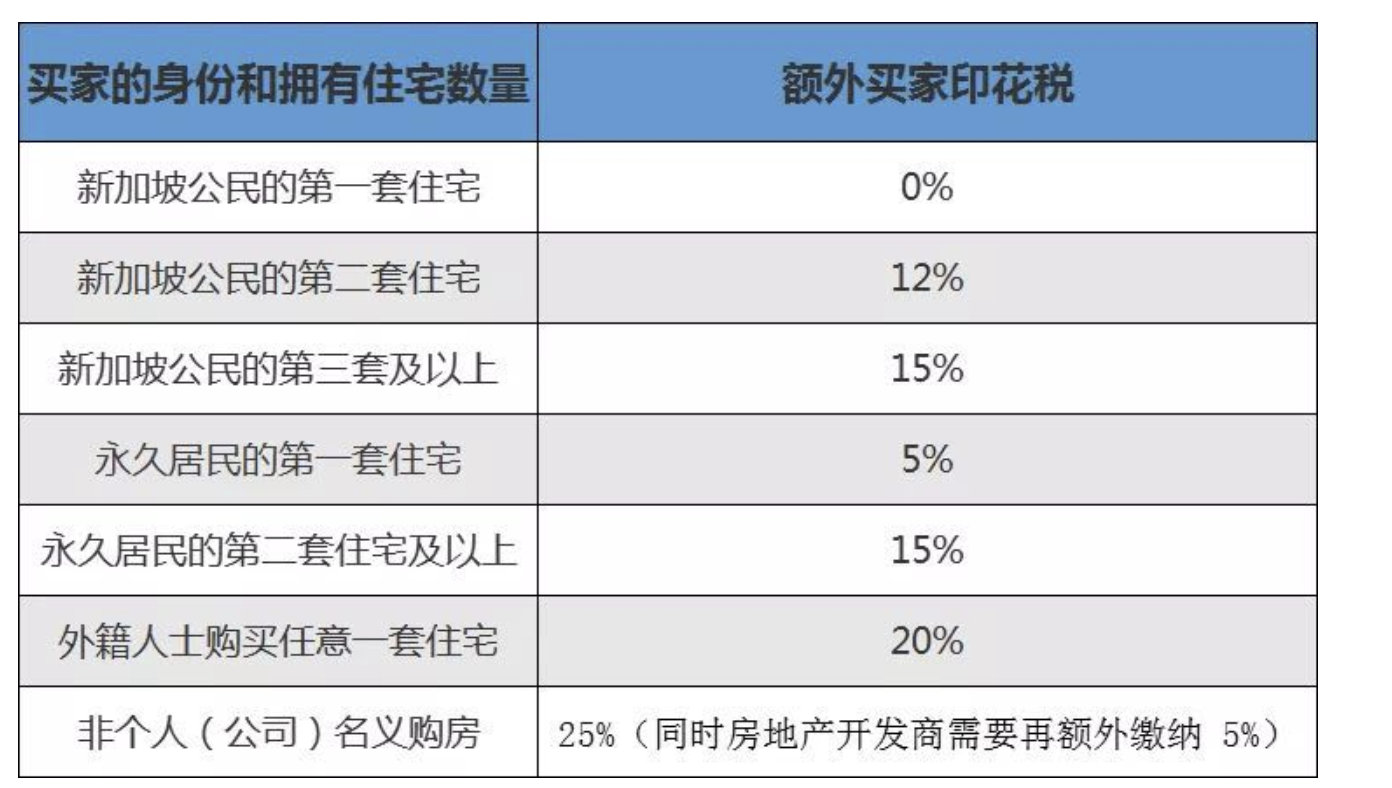 买家的身份和拥有住宅数量 额外买家印花税
新加坡公民的第一套住宅 0%
新加坡公民的第二套住宅 12%
新加坡公民的第三套及以上 15%
永久居民的第一套住宅 5%
永久居民的第二套住宅及以上 15%
外籍人士购买任意一套住宅 20%
非个人（公司）名义购房 25%（同时房地产开发商需要再额外缴纳 5%）